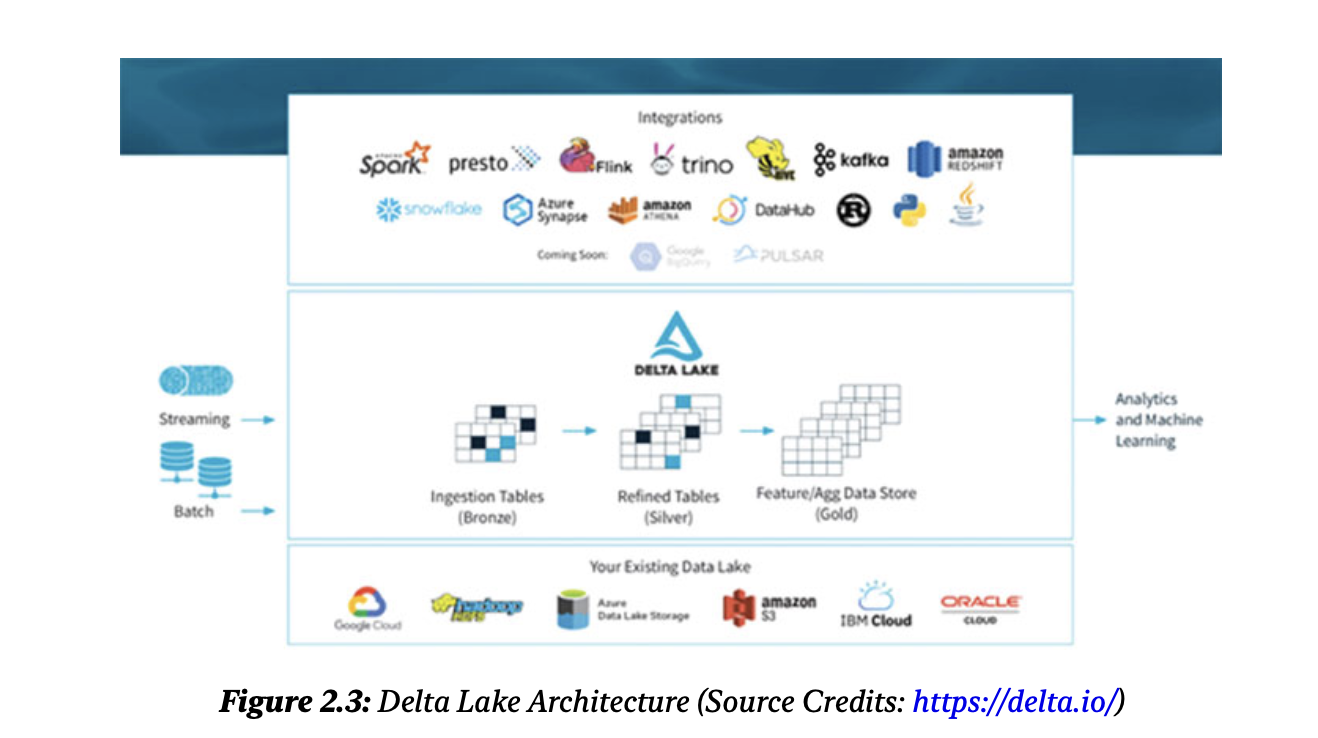 Integrations
APACHE Spark presto Flink trino HIVE kafka amazon REDSHIFT
snowflake Azure Synapse amazon ATHENA DataHub R
Coming Soon: Google BigQuery PULSAR
DELTA LAKE
Streaming
Batch
Ingestion Tables
(Bronze)
Refined Tables
(Silver)
Feature/Agg Data Store
(Gold)
Analytics
and Machine
Learning
Your Existing Data Lake
Google Cloud hadoop HDFS Azure Data Lake Storage amazon S3 IBM Cloud ORACLE CLOUD
Figure 2.3: Delta Lake Architecture (Source Credits: https://delta.io/)